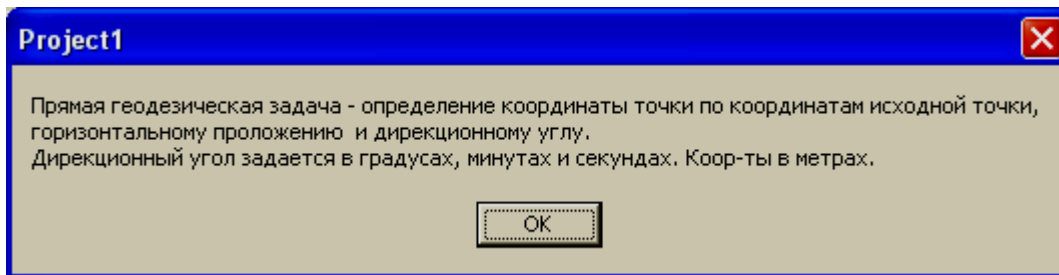 Project1
Прямая геодезическая задача - определение координаты точки по координатам исходной точки,
горизонтальному проложению и дирекционному углу.
Дирекционный угол задается в градусах, минутах и секундах. Коор-ты в метрах.
OK